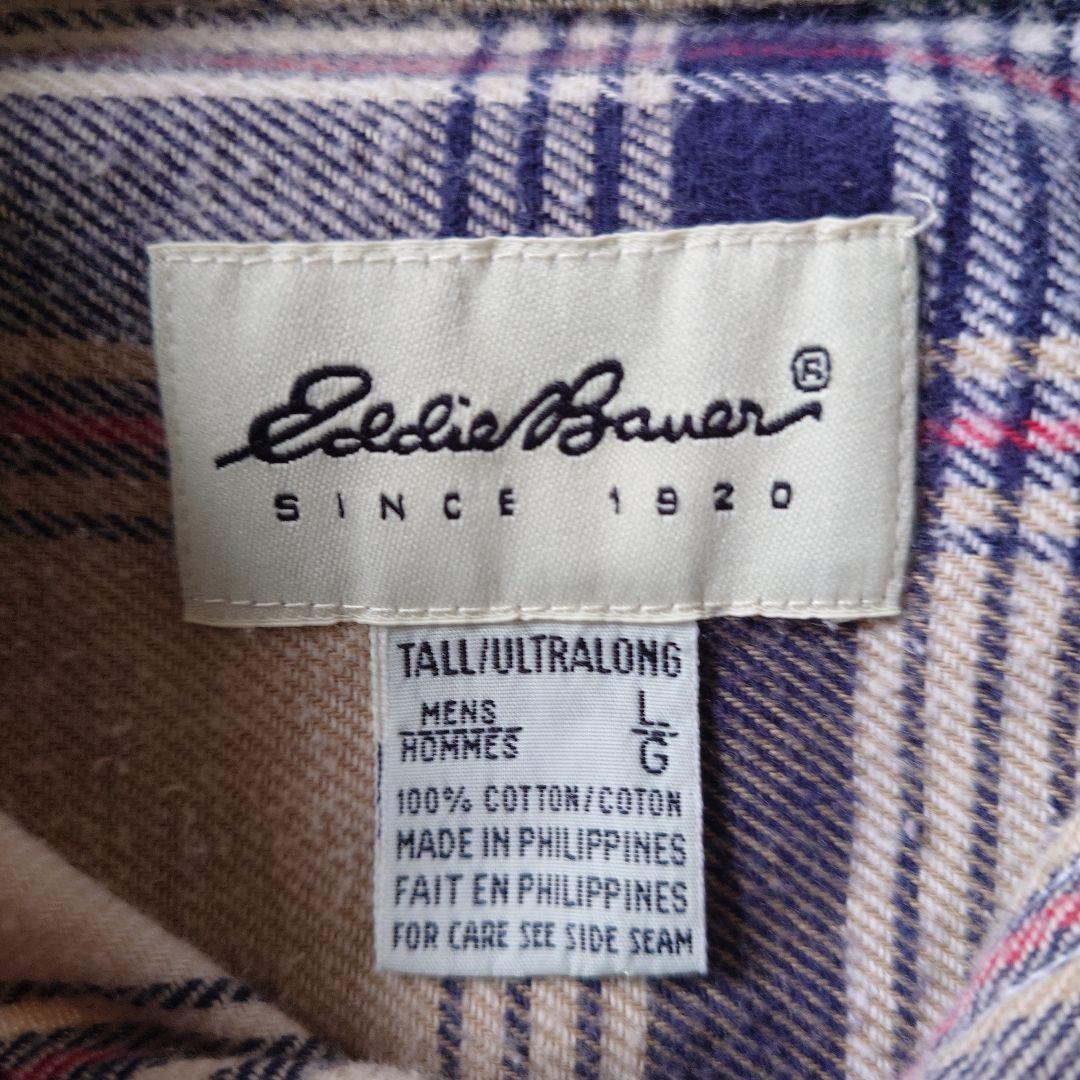 Eddie Bauer ®
SINCE 1920
TALL/ULTRALONG
MENS L
HOMMES G
100% COTTON/COTON
MADE IN PHILIPPINES
FAIT EN PHILIPPINES
FOR CARE SEE SIDE SEAM